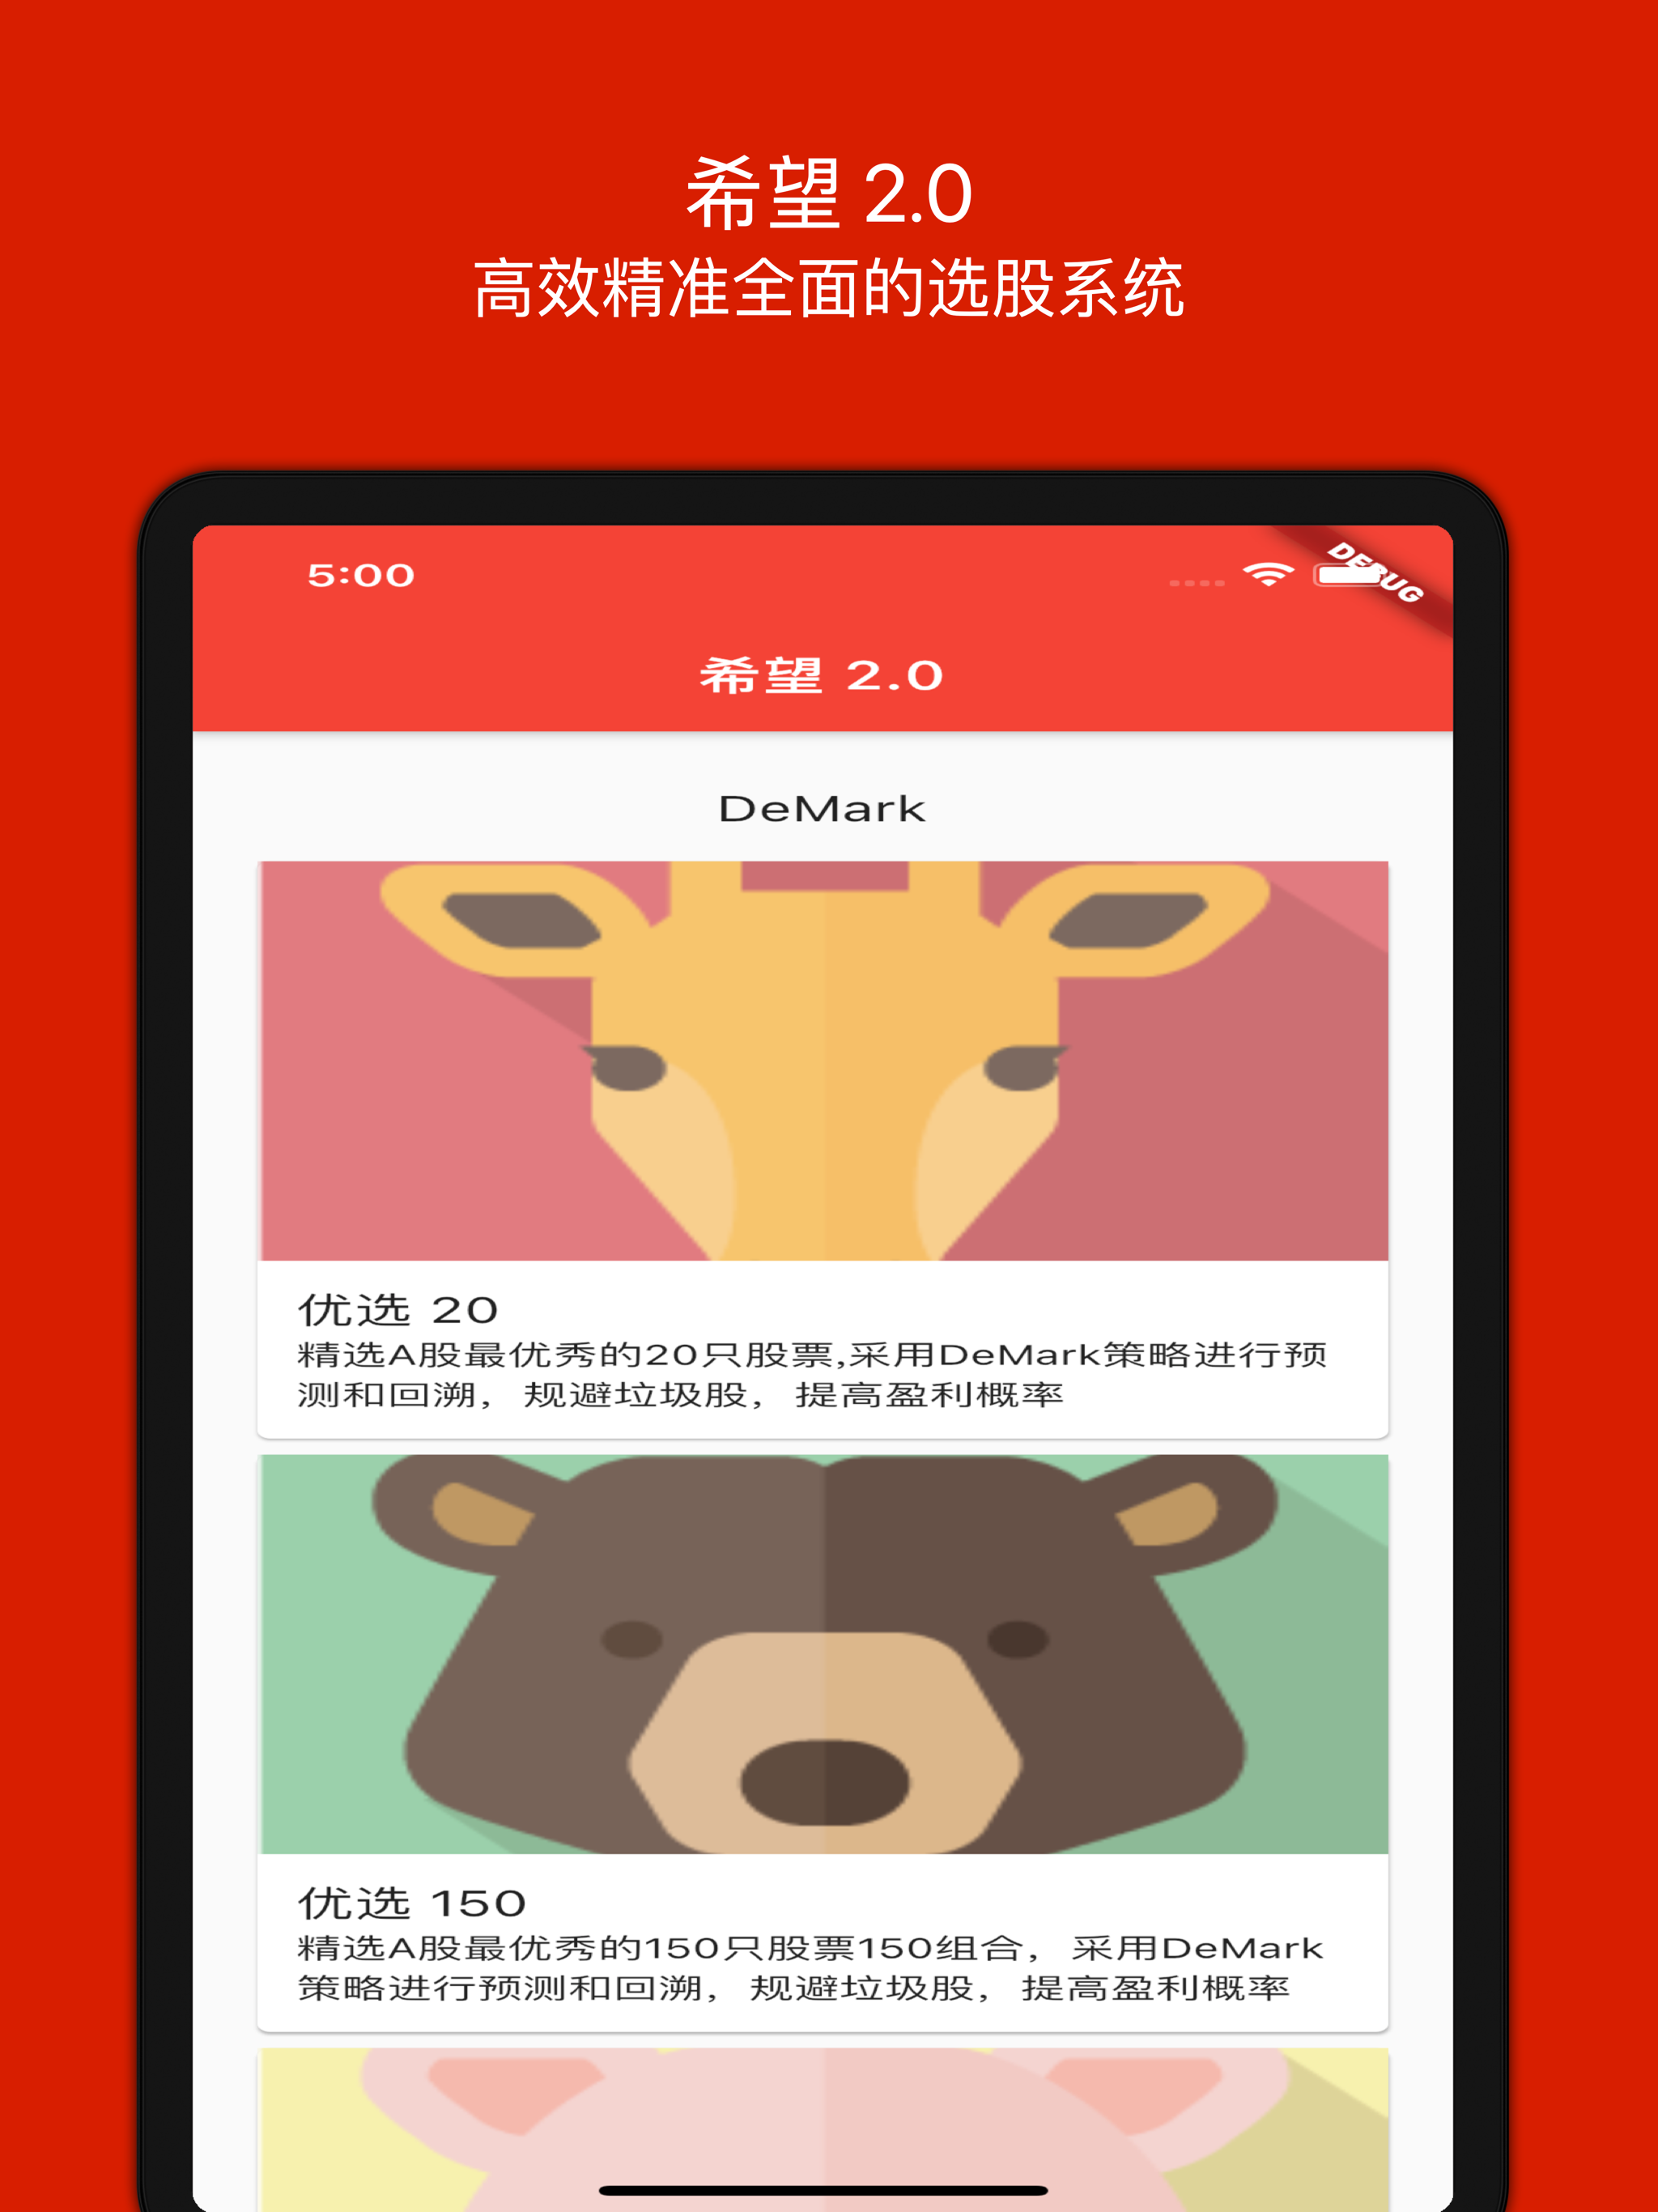 希望 2.0
高效精准全面的选股系统
5:00
DEBUG
希望 2.0
DeMark
优选 20
精选A股最优秀的20只股票,采用DeMark策略进行预
测和回溯，规避垃圾股，提高盈利概率
优选 150
精选A股最优秀的150只股票150组合，采用DeMark
策略进行预测和回溯，规避垃圾股，提高盈利概率